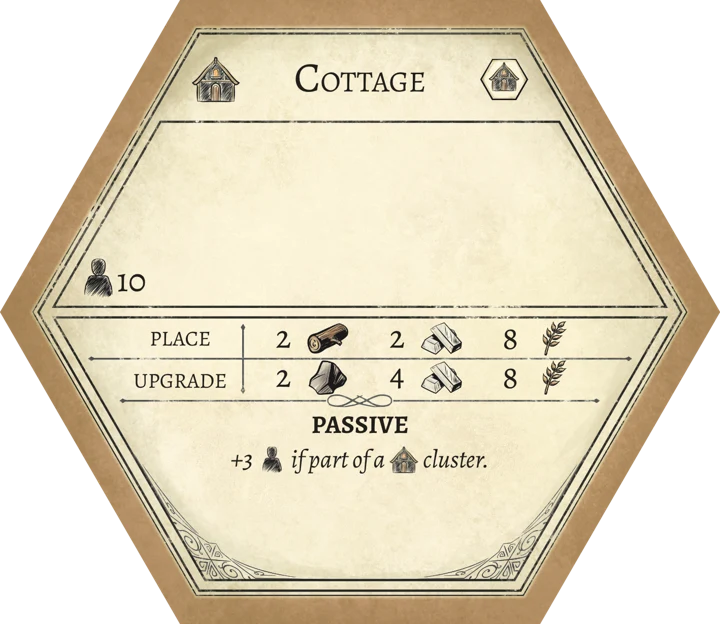 Cottage
10
PLACE 2 2 8
UPGRADE 2 4 8
PASSIVE
+3 if part of a cluster.